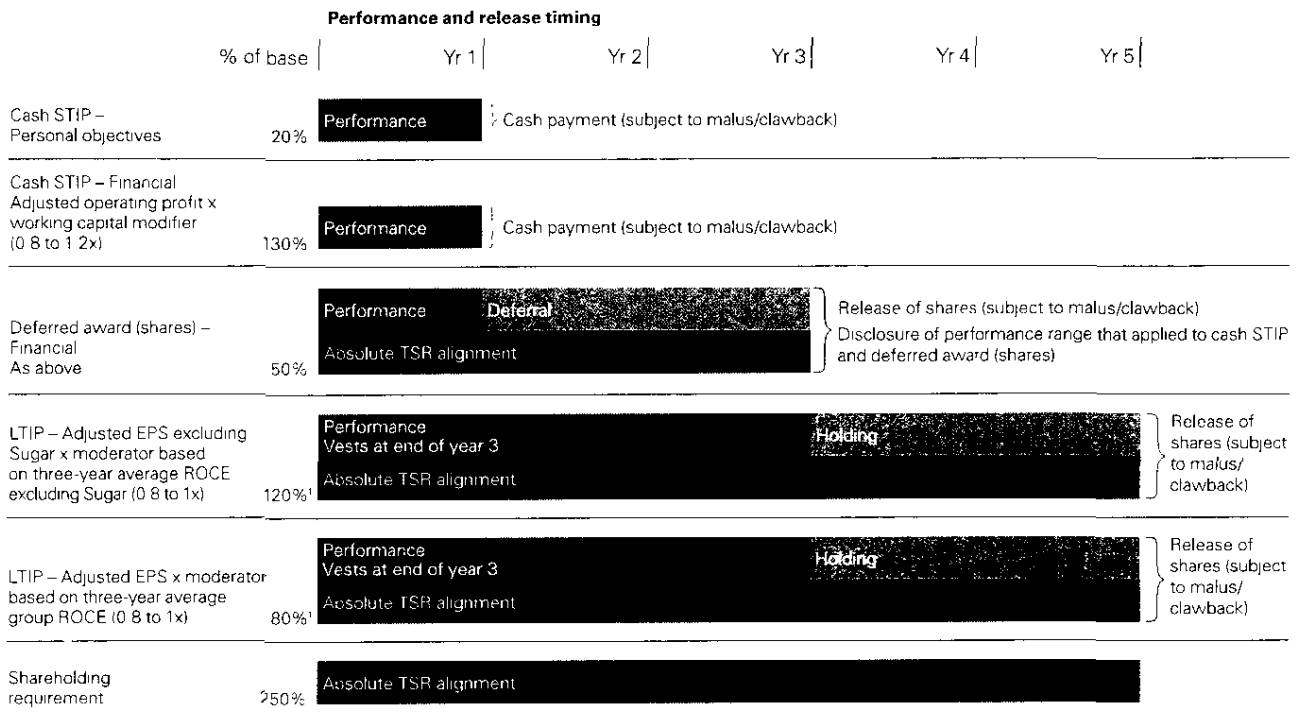 Performance and release timing
% of base Yr 1 Yr 2 Yr 3 Yr 4 Yr 5
Cash STIP –
Personal objectives 20%
Performance
Cash payment (subject to malus/clawback)
Cash STIP – Financial
Adjusted operating profit x
working capital modifier
(0 8 to 1 2x) 130%
Performance
Cash payment (subject to malus/clawback)
Deferred award (shares) –
Financial
As above 50%
Performance Deferral
Absolute TSR alignment
Release of shares (subject to malus/clawback)
Disclosure of performance range that applied to cash STIP
and deferred award (shares)
LTIP – Adjusted EPS excluding
Sugar x moderator based
on three-year average ROCE
excluding Sugar (0 8 to 1x) 120%¹
Performance
Vests at end of year 3
Holding
Absolute TSR alignment
Release of
shares (subject
to malus/
clawback)
LTIP – Adjusted EPS x moderator
based on three-year average
group ROCE (0 8 to 1x) 80%¹
Performance
Vests at end of year 3
Holding
Absolute TSR alignment
Release of
shares (subject
to malus/
clawback)
Shareholding
requirement 250%
Absolute TSR alignment